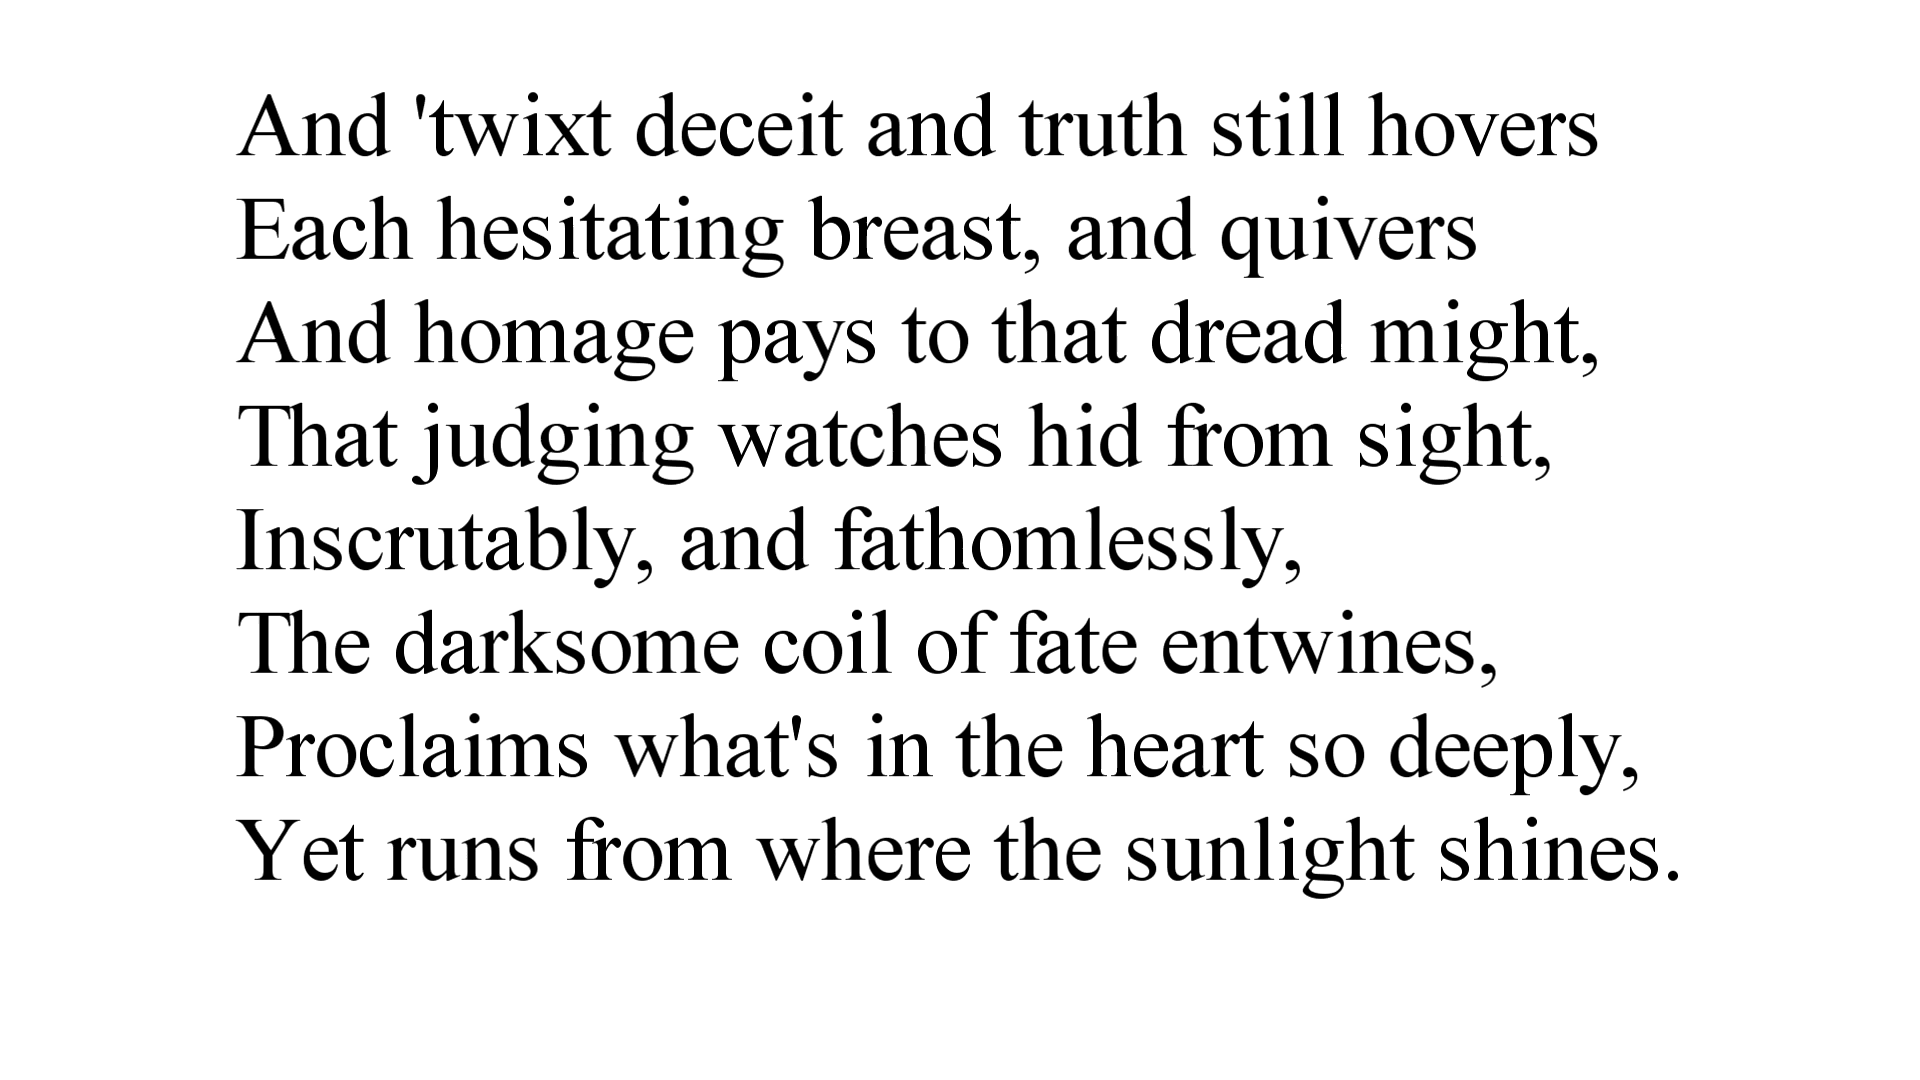 And 'twixt deceit and truth still hovers
Each hesitating breast, and quivers
And homage pays to that dread might,
That judging watches hid from sight,
Inscrutably, and fathomlessly,
The darksome coil of fate entwines,
Proclaims what's in the heart so deeply,
Yet runs from where the sunlight shines.